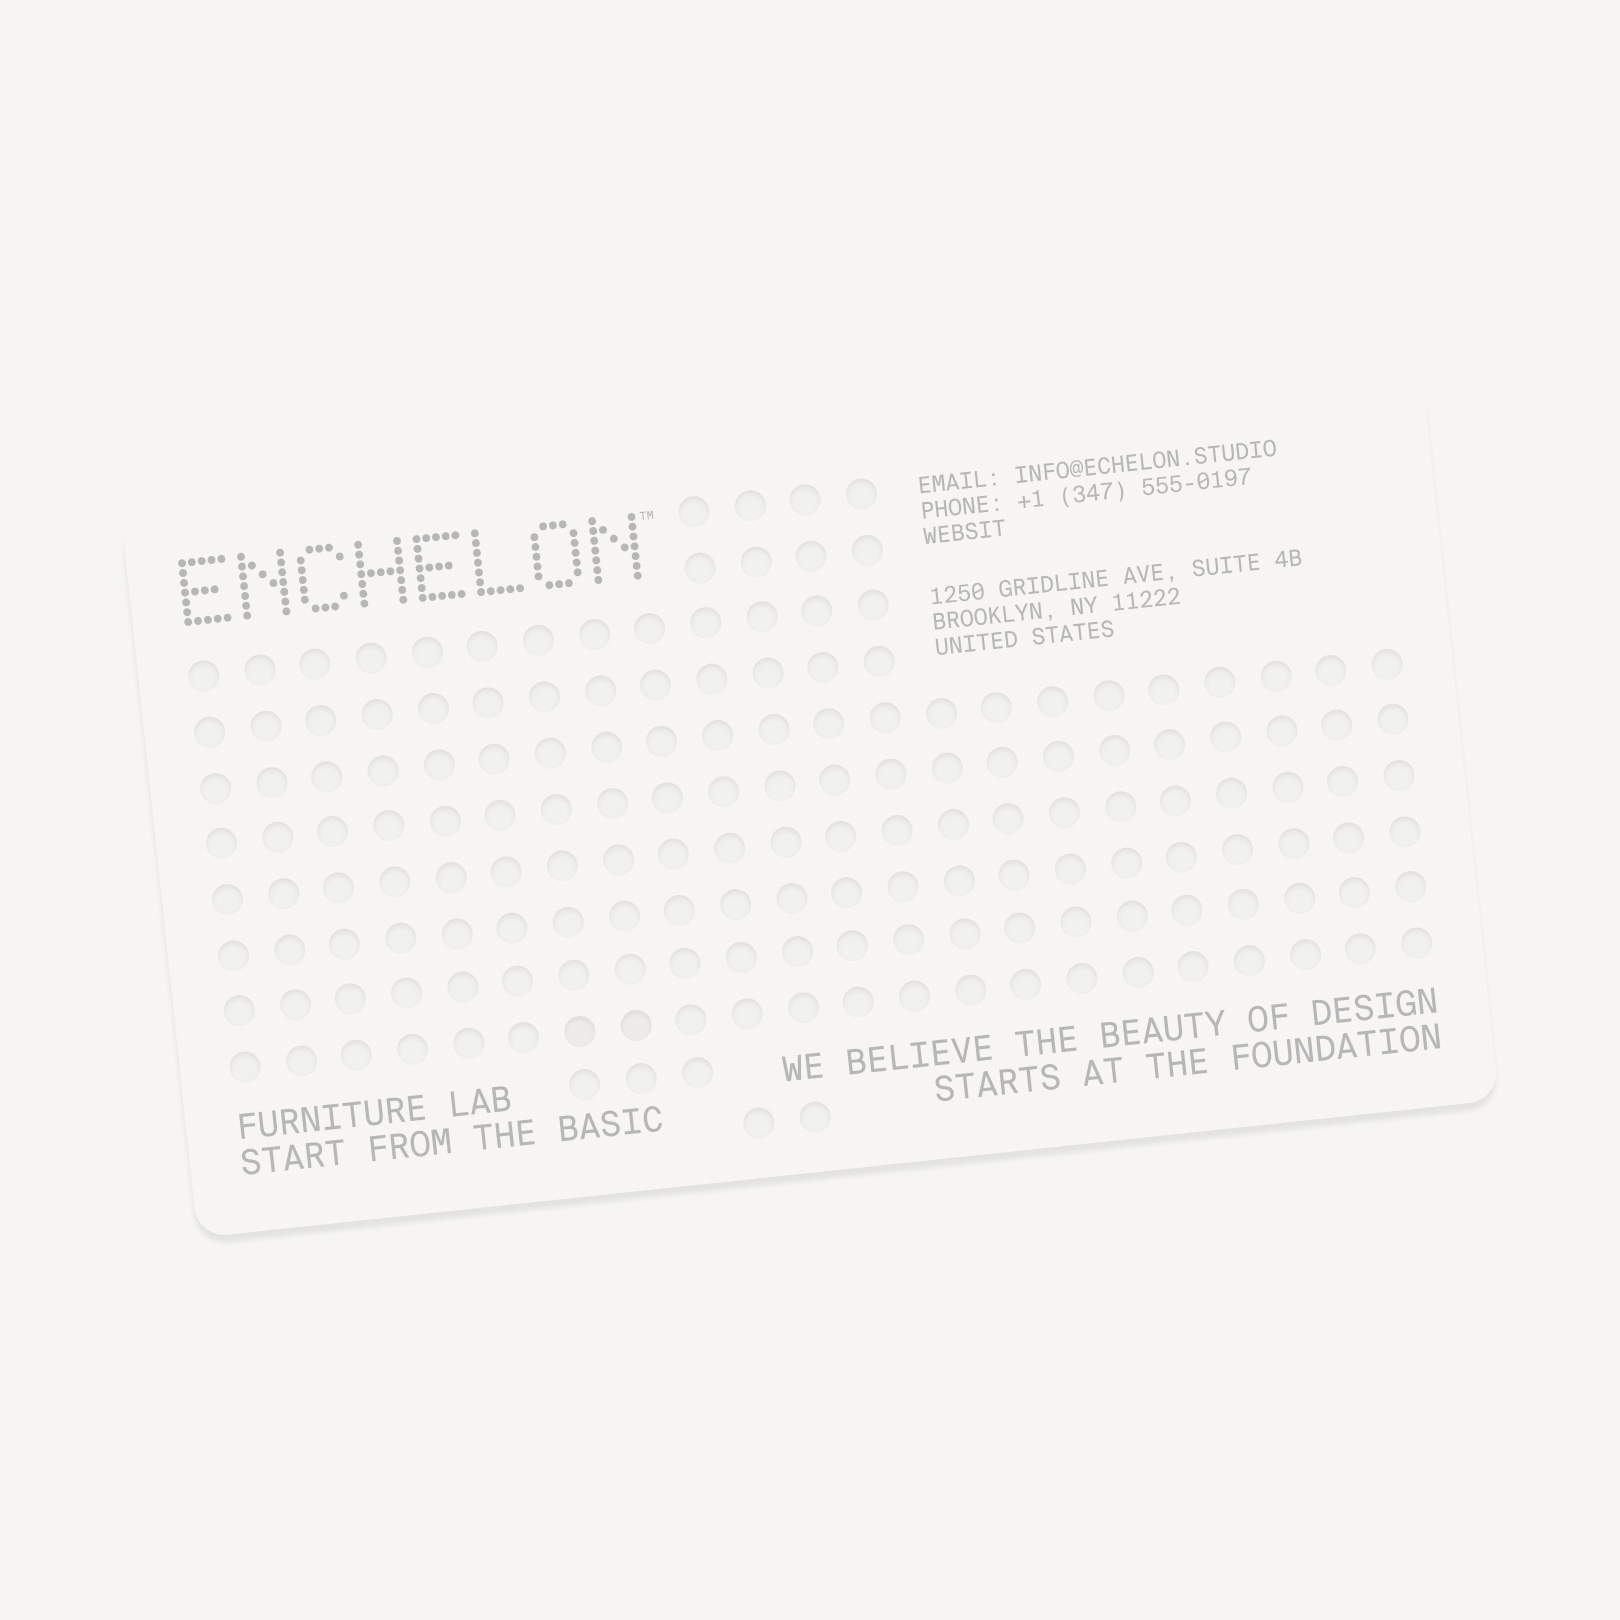 ENCHELON™
EMAIL: INFO@ECHELON.STUDIO
PHONE: +1 (347) 555-0197
WEBSIT
1250 GRIDLINE AVE, SUITE 4B
BROOKLYN, NY 11222
UNITED STATES
FURNITURE LAB
START FROM THE BASIC
WE BELIEVE THE BEAUTY OF DESIGN
STARTS AT THE FOUNDATION